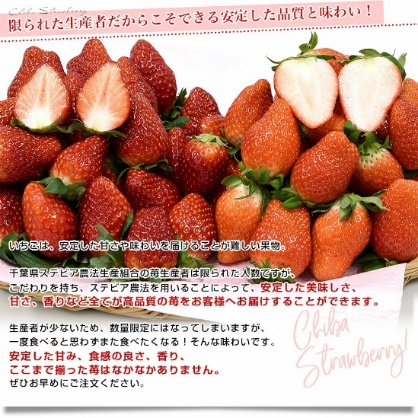 Chiba Strawberry
限られた生産者だからこそできる安定した品質と味わい！
いちごは、安定した甘さや味わいを届けることが難しい果物。
千葉県ステビア農法生産組合の苺生産者は限られた人数ですが、
こだわりを持ち、ステビア農法を用いることによって、安定した美味しさ、
甘さ、香りなど全てが高品質の苺をお客様へお届けすることができます。
生産者が少ないため、数量限定にはなってしまいますが、
一度食べると思わずまた食べたくなる！そんな味わいです。
安定した甘み、食感の良さ、香り、
ここまで揃った苺はなかなかありません。
ぜひお早めにご注文ください。
Chiba
Strawberry!